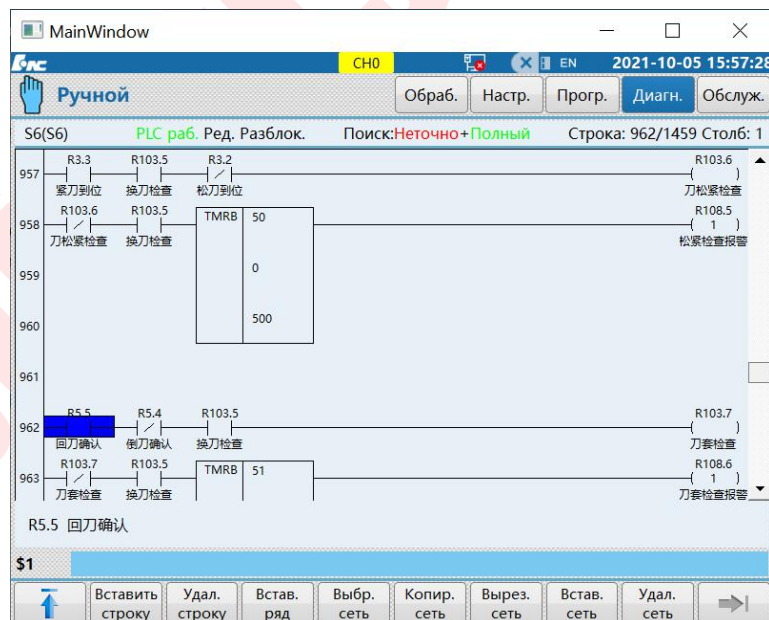 MainWindow
CH0 EN 2021-10-05 15:57:28
Ручной Обраб. Настр. Прогр. Диагн. Обслуж.
S6(S6) PLC раб. Ред. Разблок. Поиск:Неточно+Полный Строка: 962/1459 Столб: 1
R3.3 R103.5 R3.2 R103.6
957
紧刀到位 换刀检查 松刀到位 刀松紧检查
R103.6 R103.5 TMRB 50 R108.5
958 1
刀松紧检查 换刀检查 松紧检查报警
959 0
960 500
961
R5.5 R5.4 R103.5 R103.7
962
回刀确认 倒刀确认 换刀检查 刀套检查
R103.7 R103.5 TMRB 51 R108.6
963 1
刀套检查 换刀检查 刀套检查报警
R5.5 回刀确认
$1
Вставить Удал. Встав. Выбр. Копир. Вырез. Встав. Удал.
строку строку ряд сеть сеть сеть сеть сеть